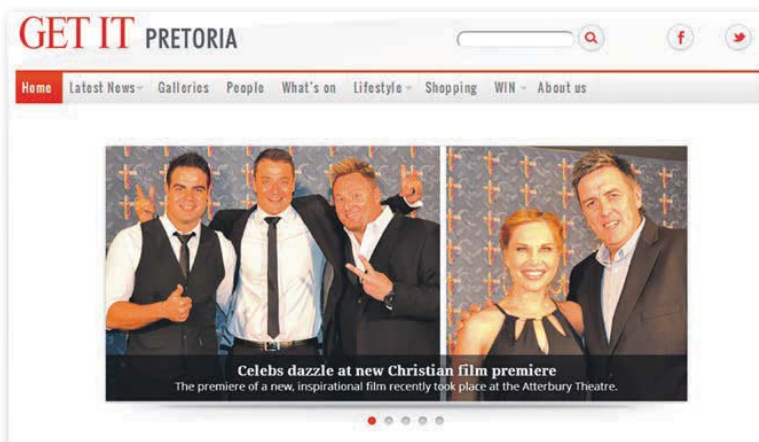 GET IT PRETORIA
Home Latest News Galleries People What's on Lifestyle Shopping WIN About us
Celebs dazzle at new Christian film premiere
The premiere of a new, inspirational film recently took place at the Atterbury Theatre.